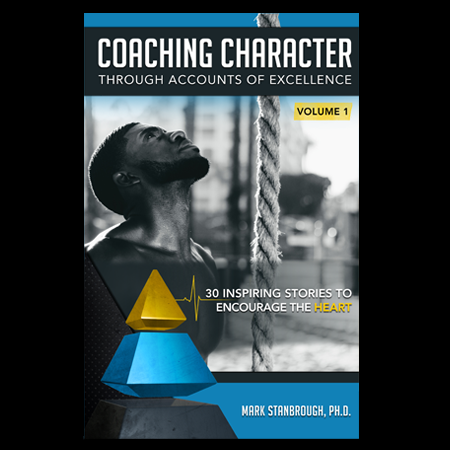 COACHING CHARACTER
THROUGH ACCOUNTS OF EXCELLENCE
VOLUME 1
30 INSPIRING STORIES TO
ENCOURAGE THE HEART
MARK STANBROUGH, PH.D.